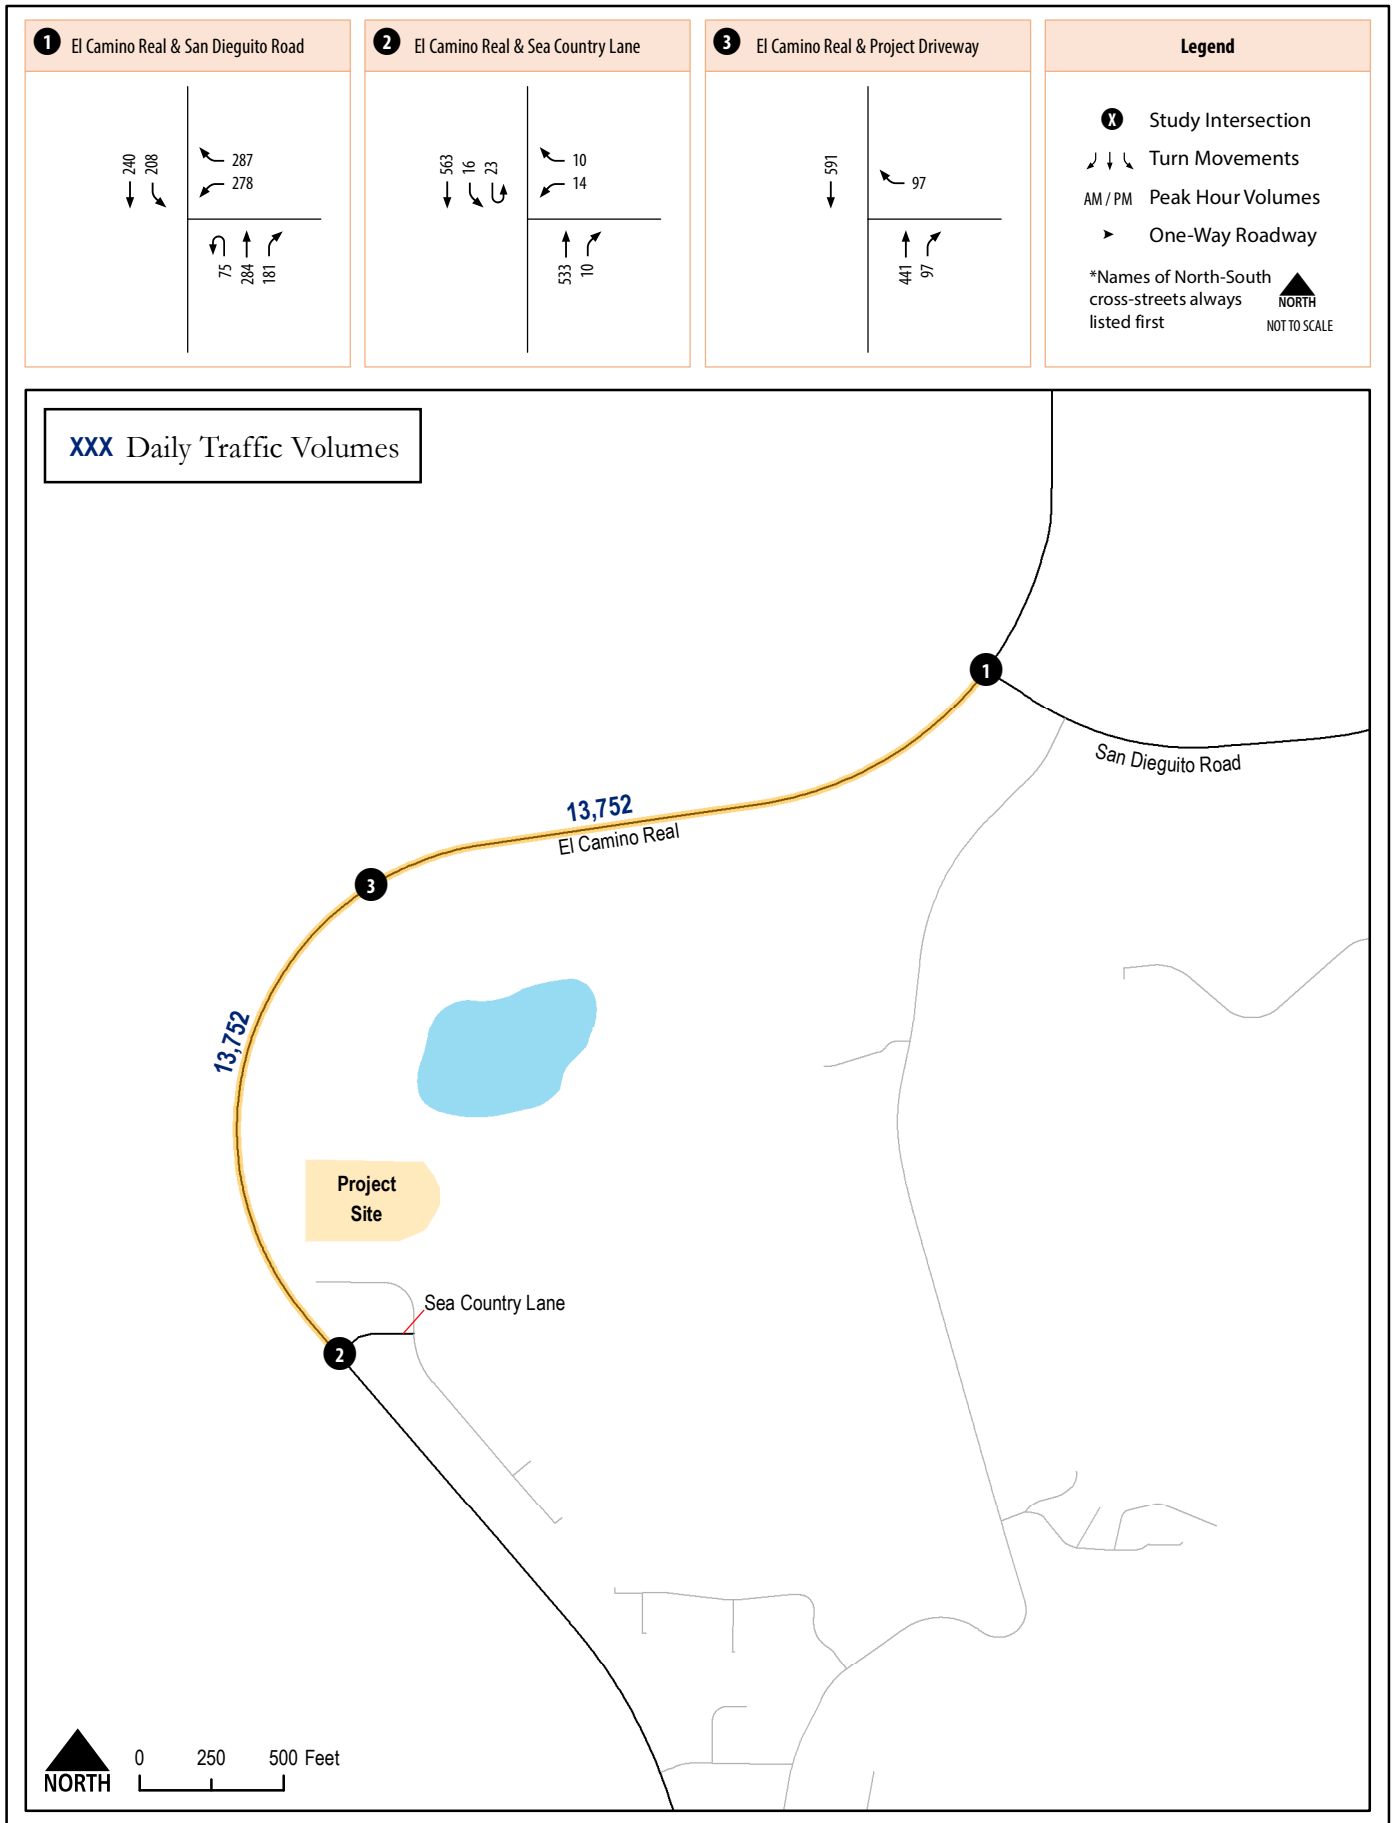 1 El Camino Real & San Dieguito Road
240
208
287
278
75
284
181
2 El Camino Real & Sea Country Lane
563
16
23
10
14
533
10
3 El Camino Real & Project Driveway
591
97
441
97
Legend
X Study Intersection
Turn Movements
AM / PM Peak Hour Volumes
One-Way Roadway
*Names of North-South
cross-streets always
listed first
NORTH
NOT TO SCALE
XXX Daily Traffic Volumes
1
San Dieguito Road
13,752
El Camino Real
3
13,752
Project
Site
Sea Country Lane
2
NORTH
0 250 500 Feet